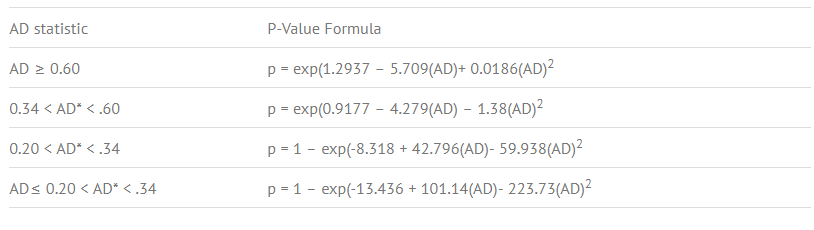 AD statistic P-Value Formula
AD ≥ 0.60 p = exp(1.2937 – 5.709(AD)+ 0.0186(AD)²
0.34 < AD* < .60 p = exp(0.9177 – 4.279(AD) – 1.38(AD)²
0.20 < AD* < .34 p = 1 – exp(-8.318 + 42.796(AD)- 59.938(AD)²
AD≤ 0.20 < AD* < .34 p = 1 – exp(-13.436 + 101.14(AD)- 223.73(AD)²